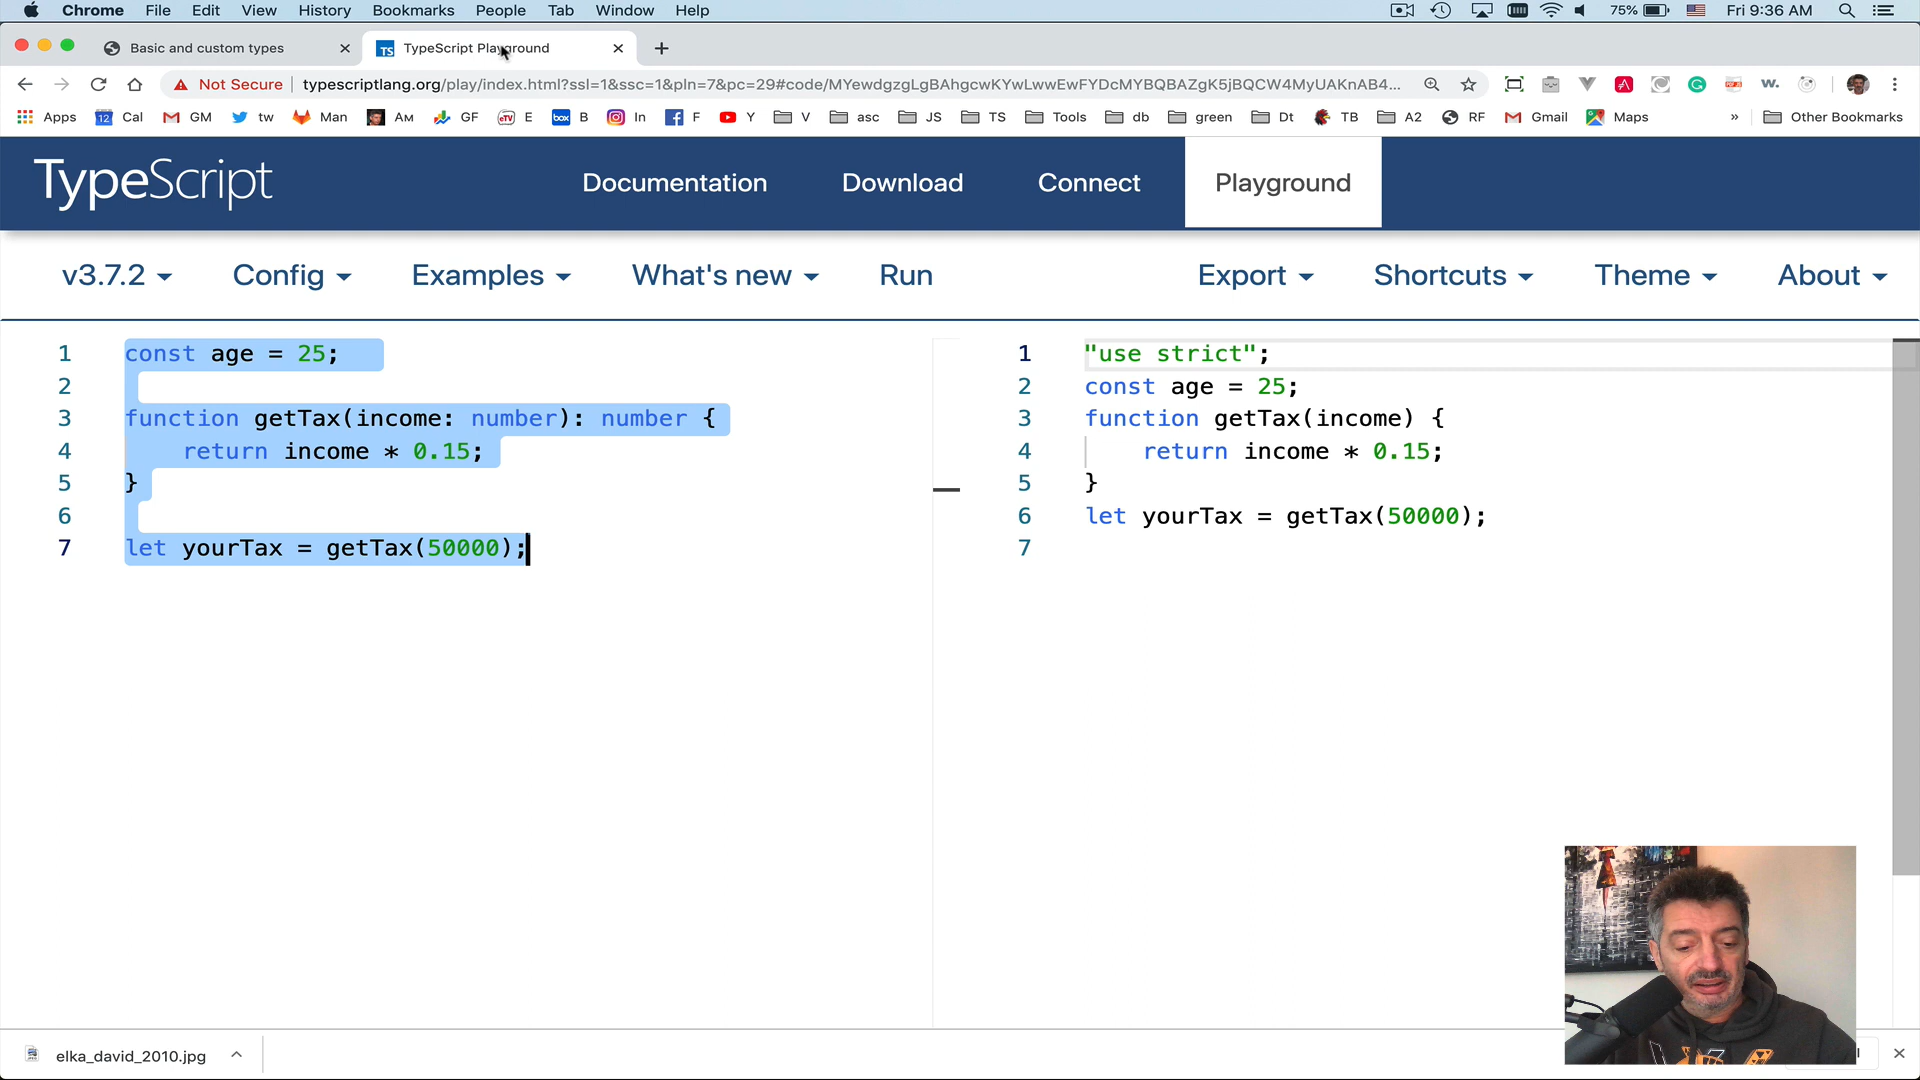 Chrome File Edit View History Bookmarks People Tab Window Help 75% Fri 9:36 AM
Basic and custom types TS TypeScript Playground
Not Secure typescriptlang.org/play/index.html?ssl=1&ssc=1&pln=7&pc=29#code/MYewdgzgLgBAhgcwKYwLwwEwFYDcMYBQBAZgK5jBQCW4MyUAKnAB4...
Apps 12 Cal GM tw Man Ам GF eTV E box B In F Y V asc JS TS Tools db green Dt TB A2 RF Gmail Maps » Other Bookmarks
TypeScript Documentation Download Connect Playground
v3.7.2 Config Examples What's new Run Export Shortcuts Theme About
1 const age = 25;
2
3 function getTax(income: number): number {
4 return income * 0.15;
5 }
6
7 let yourTax = getTax(50000);
1 "use strict";
2 const age = 25;
3 function getTax(income) {
4 return income * 0.15;
5 }
6 let yourTax = getTax(50000);
7
elka_david_2010.jpg